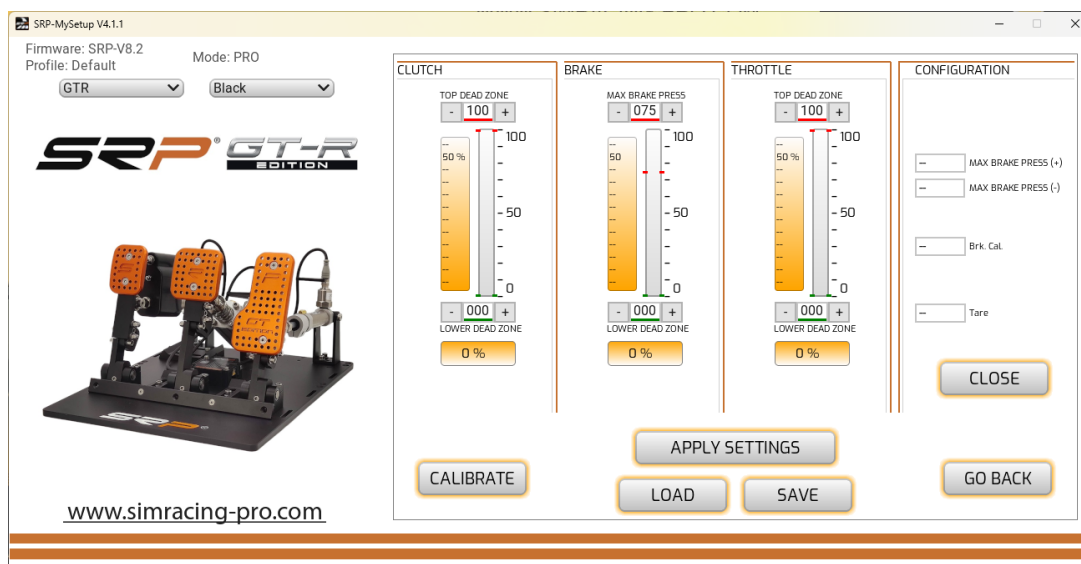 SRP-MySetup V4.1.1
Firmware: SRP-V8.2
Profile: Default
Mode: PRO
GTR
Black
SRP® GT-R
EDITION
SRP®
www.simracing-pro.com
CLUTCH
TOP DEAD ZONE
- 100 +
50 %
100
50
0
- 000 +
LOWER DEAD ZONE
0 %
BRAKE
MAX BRAKE PRESS
- 075 +
50
100
50
0
- 000 +
LOWER DEAD ZONE
0 %
THROTTLE
TOP DEAD ZONE
- 100 +
50 %
100
50
0
- 000 +
LOWER DEAD ZONE
0 %
CONFIGURATION
-- MAX BRAKE PRESS (+)
-- MAX BRAKE PRESS (-)
-- Brk. Cal.
-- Tare
CLOSE
APPLY SETTINGS
CALIBRATE
LOAD
SAVE
GO BACK